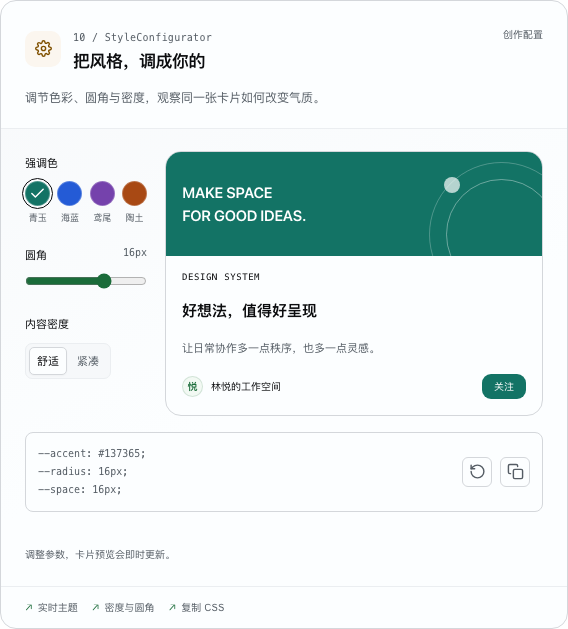 10 / StyleConfigurator
创作配置
把风格，调成你的
调节色彩、圆角与密度，观察同一张卡片如何改变气质。
强调色
青玉 海蓝 鸢尾 陶土
圆角 16px
内容密度
舒适 紧凑
MAKE SPACE
FOR GOOD IDEAS.
DESIGN SYSTEM
好想法，值得好呈现
让日常协作多一点秩序，也多一点灵感。
悦 林悦的工作空间 关注
--accent: #137365;
--radius: 16px;
--space: 16px;
调整参数，卡片预览会即时更新。
↗ 实时主题 ↗ 密度与圆角 ↗ 复制 CSS